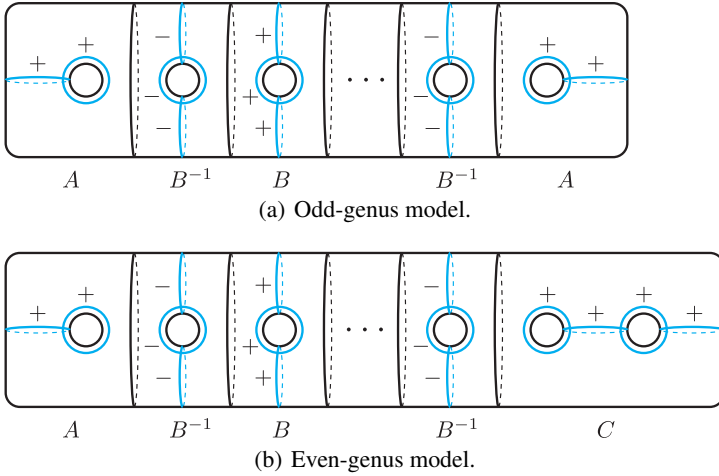 + + − + − + +
− + · · · −
− + −
A B⁻¹ B B⁻¹ A
(a) Odd-genus model.
+ + − + − + + + +
− + · · · −
− + −
A B⁻¹ B B⁻¹ C
(b) Even-genus model.